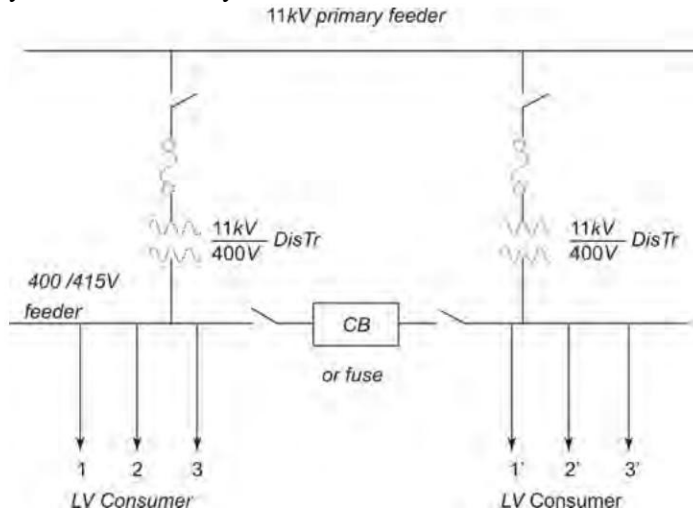 11kV primary feeder
11kV
400V
DisTr
11kV
400V
DisTr
400 /415V
feeder
CB
or fuse
1
2
3
1'
2'
3'
LV Consumer
LV Consumer